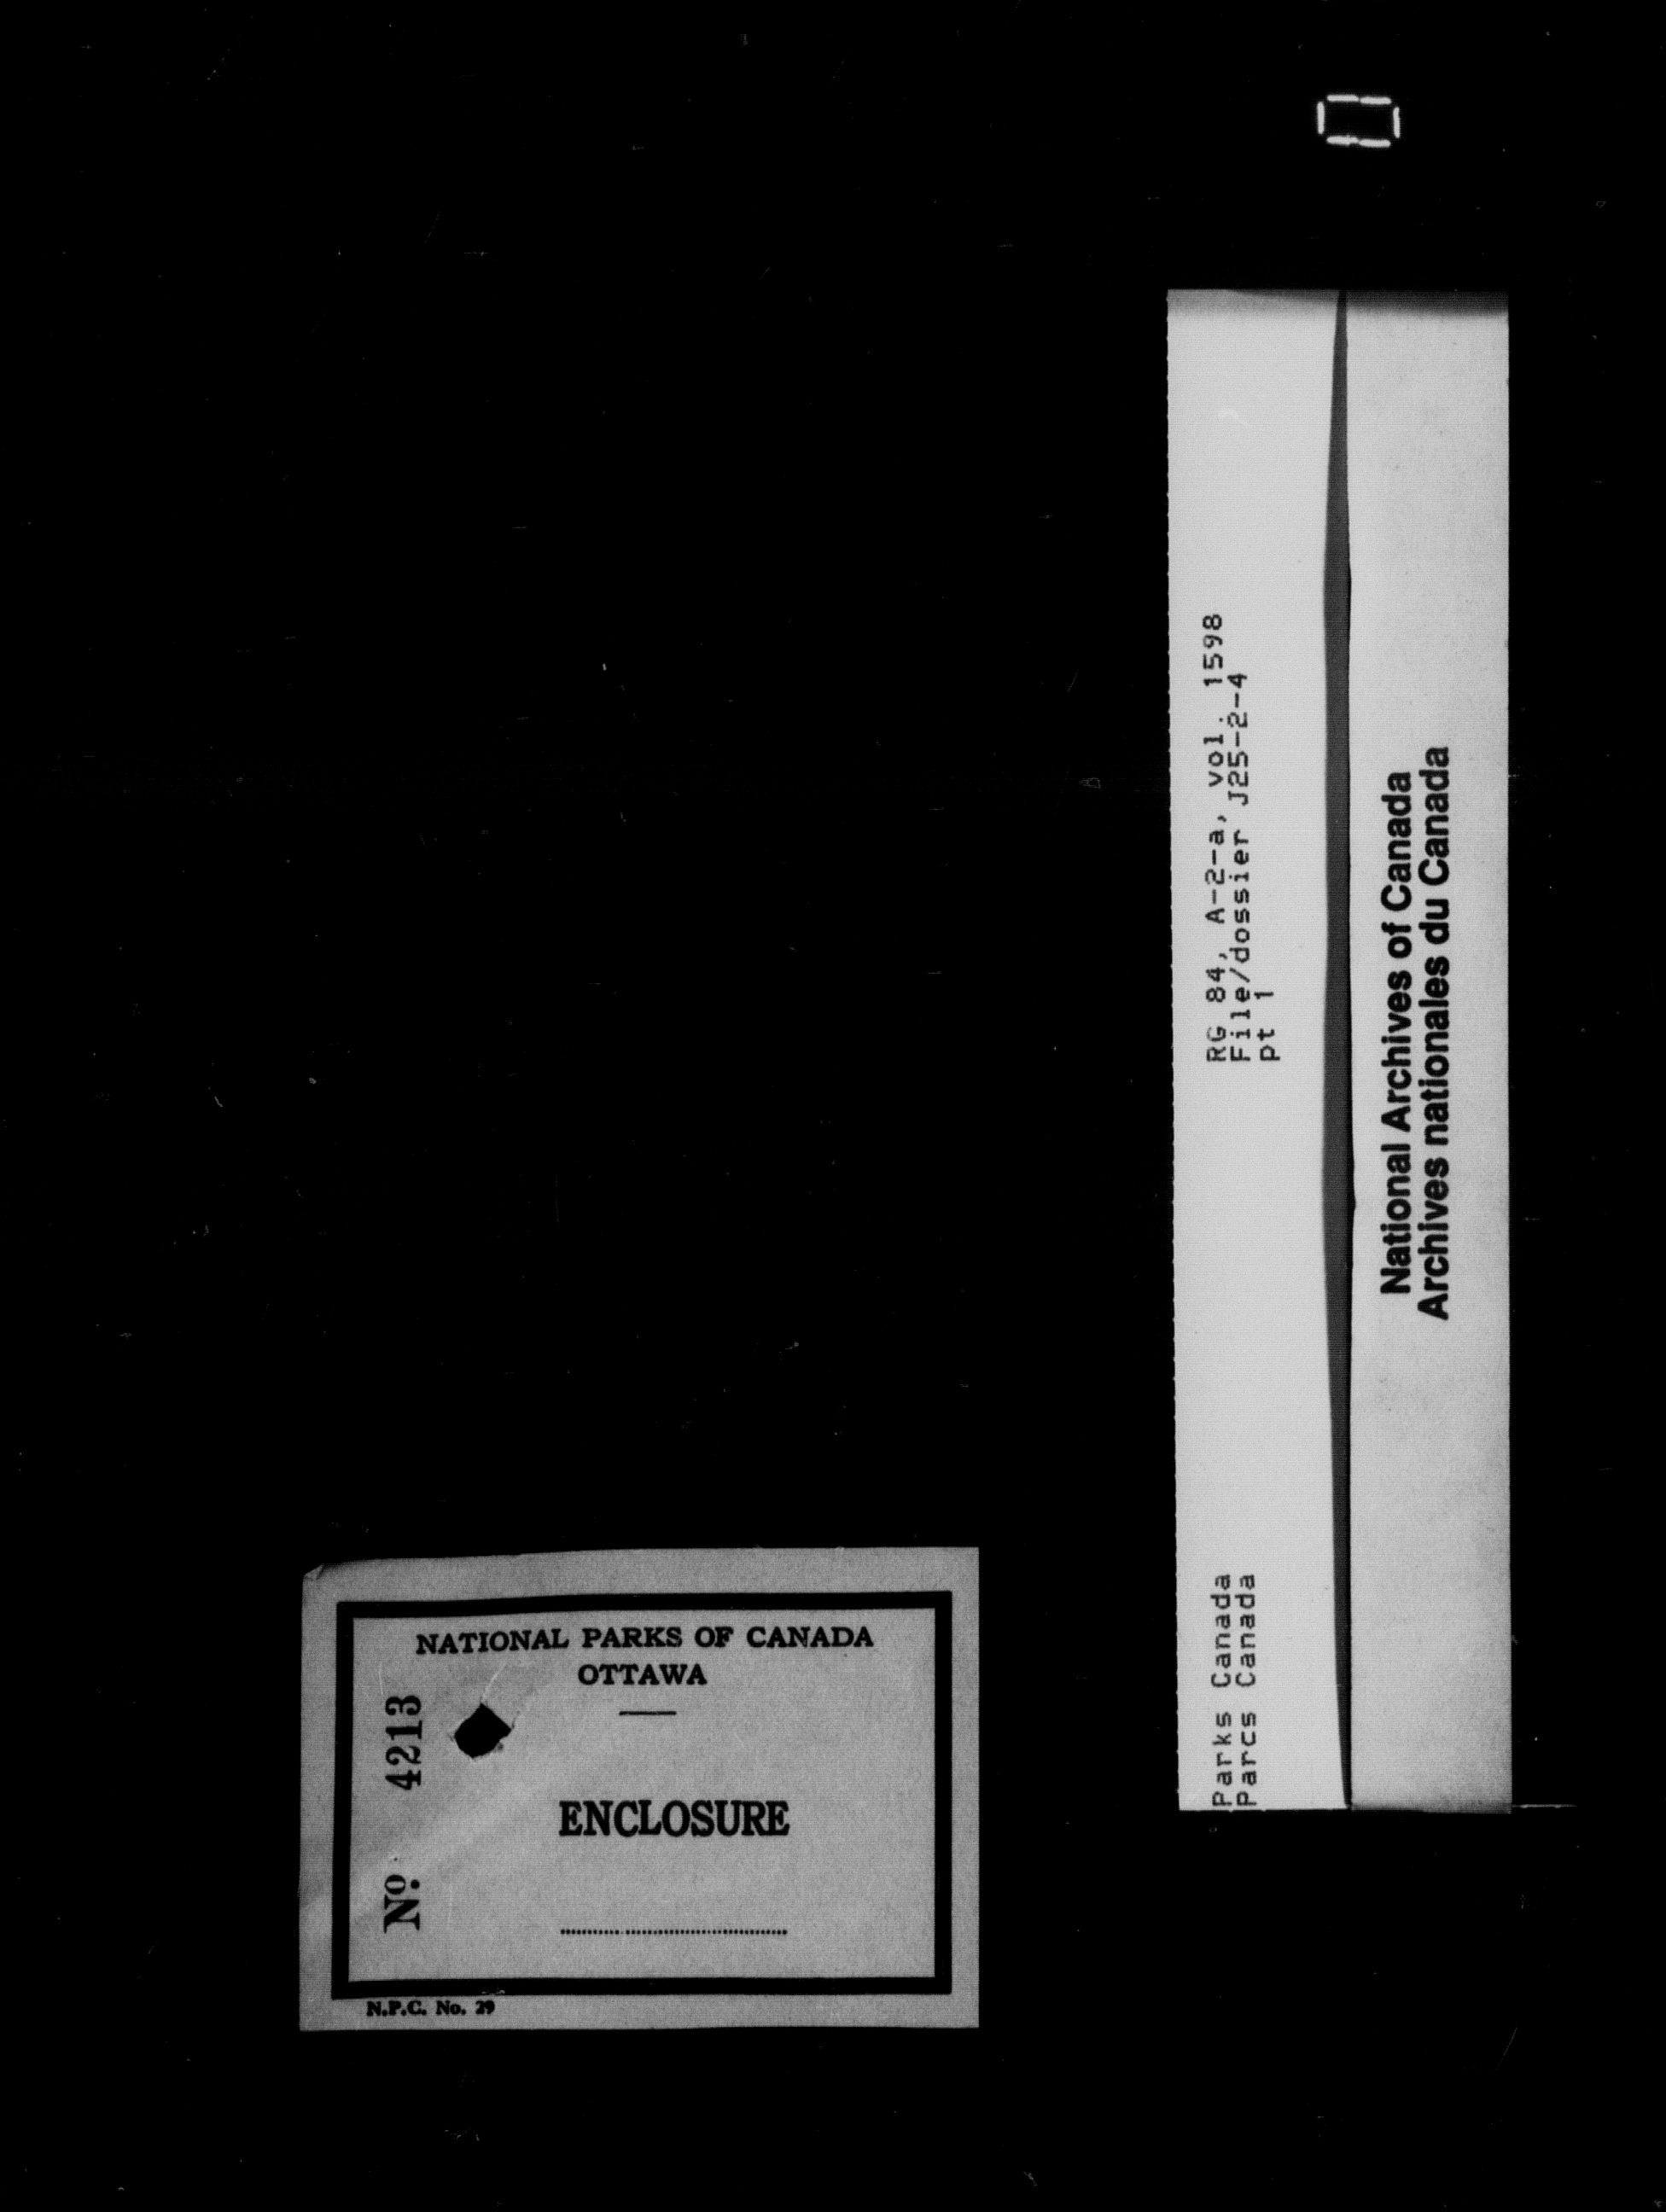 0
RG 84, A-2-a, vol. 1598
File/dossier J25-2-4
pt 1
Parks Canada
Parcs Canada
National Archives of Canada
Archives nationales du Canada
NATIONAL PARKS OF CANADA
OTTAWA
No. 4213
ENCLOSURE
N.P.C. No. 29